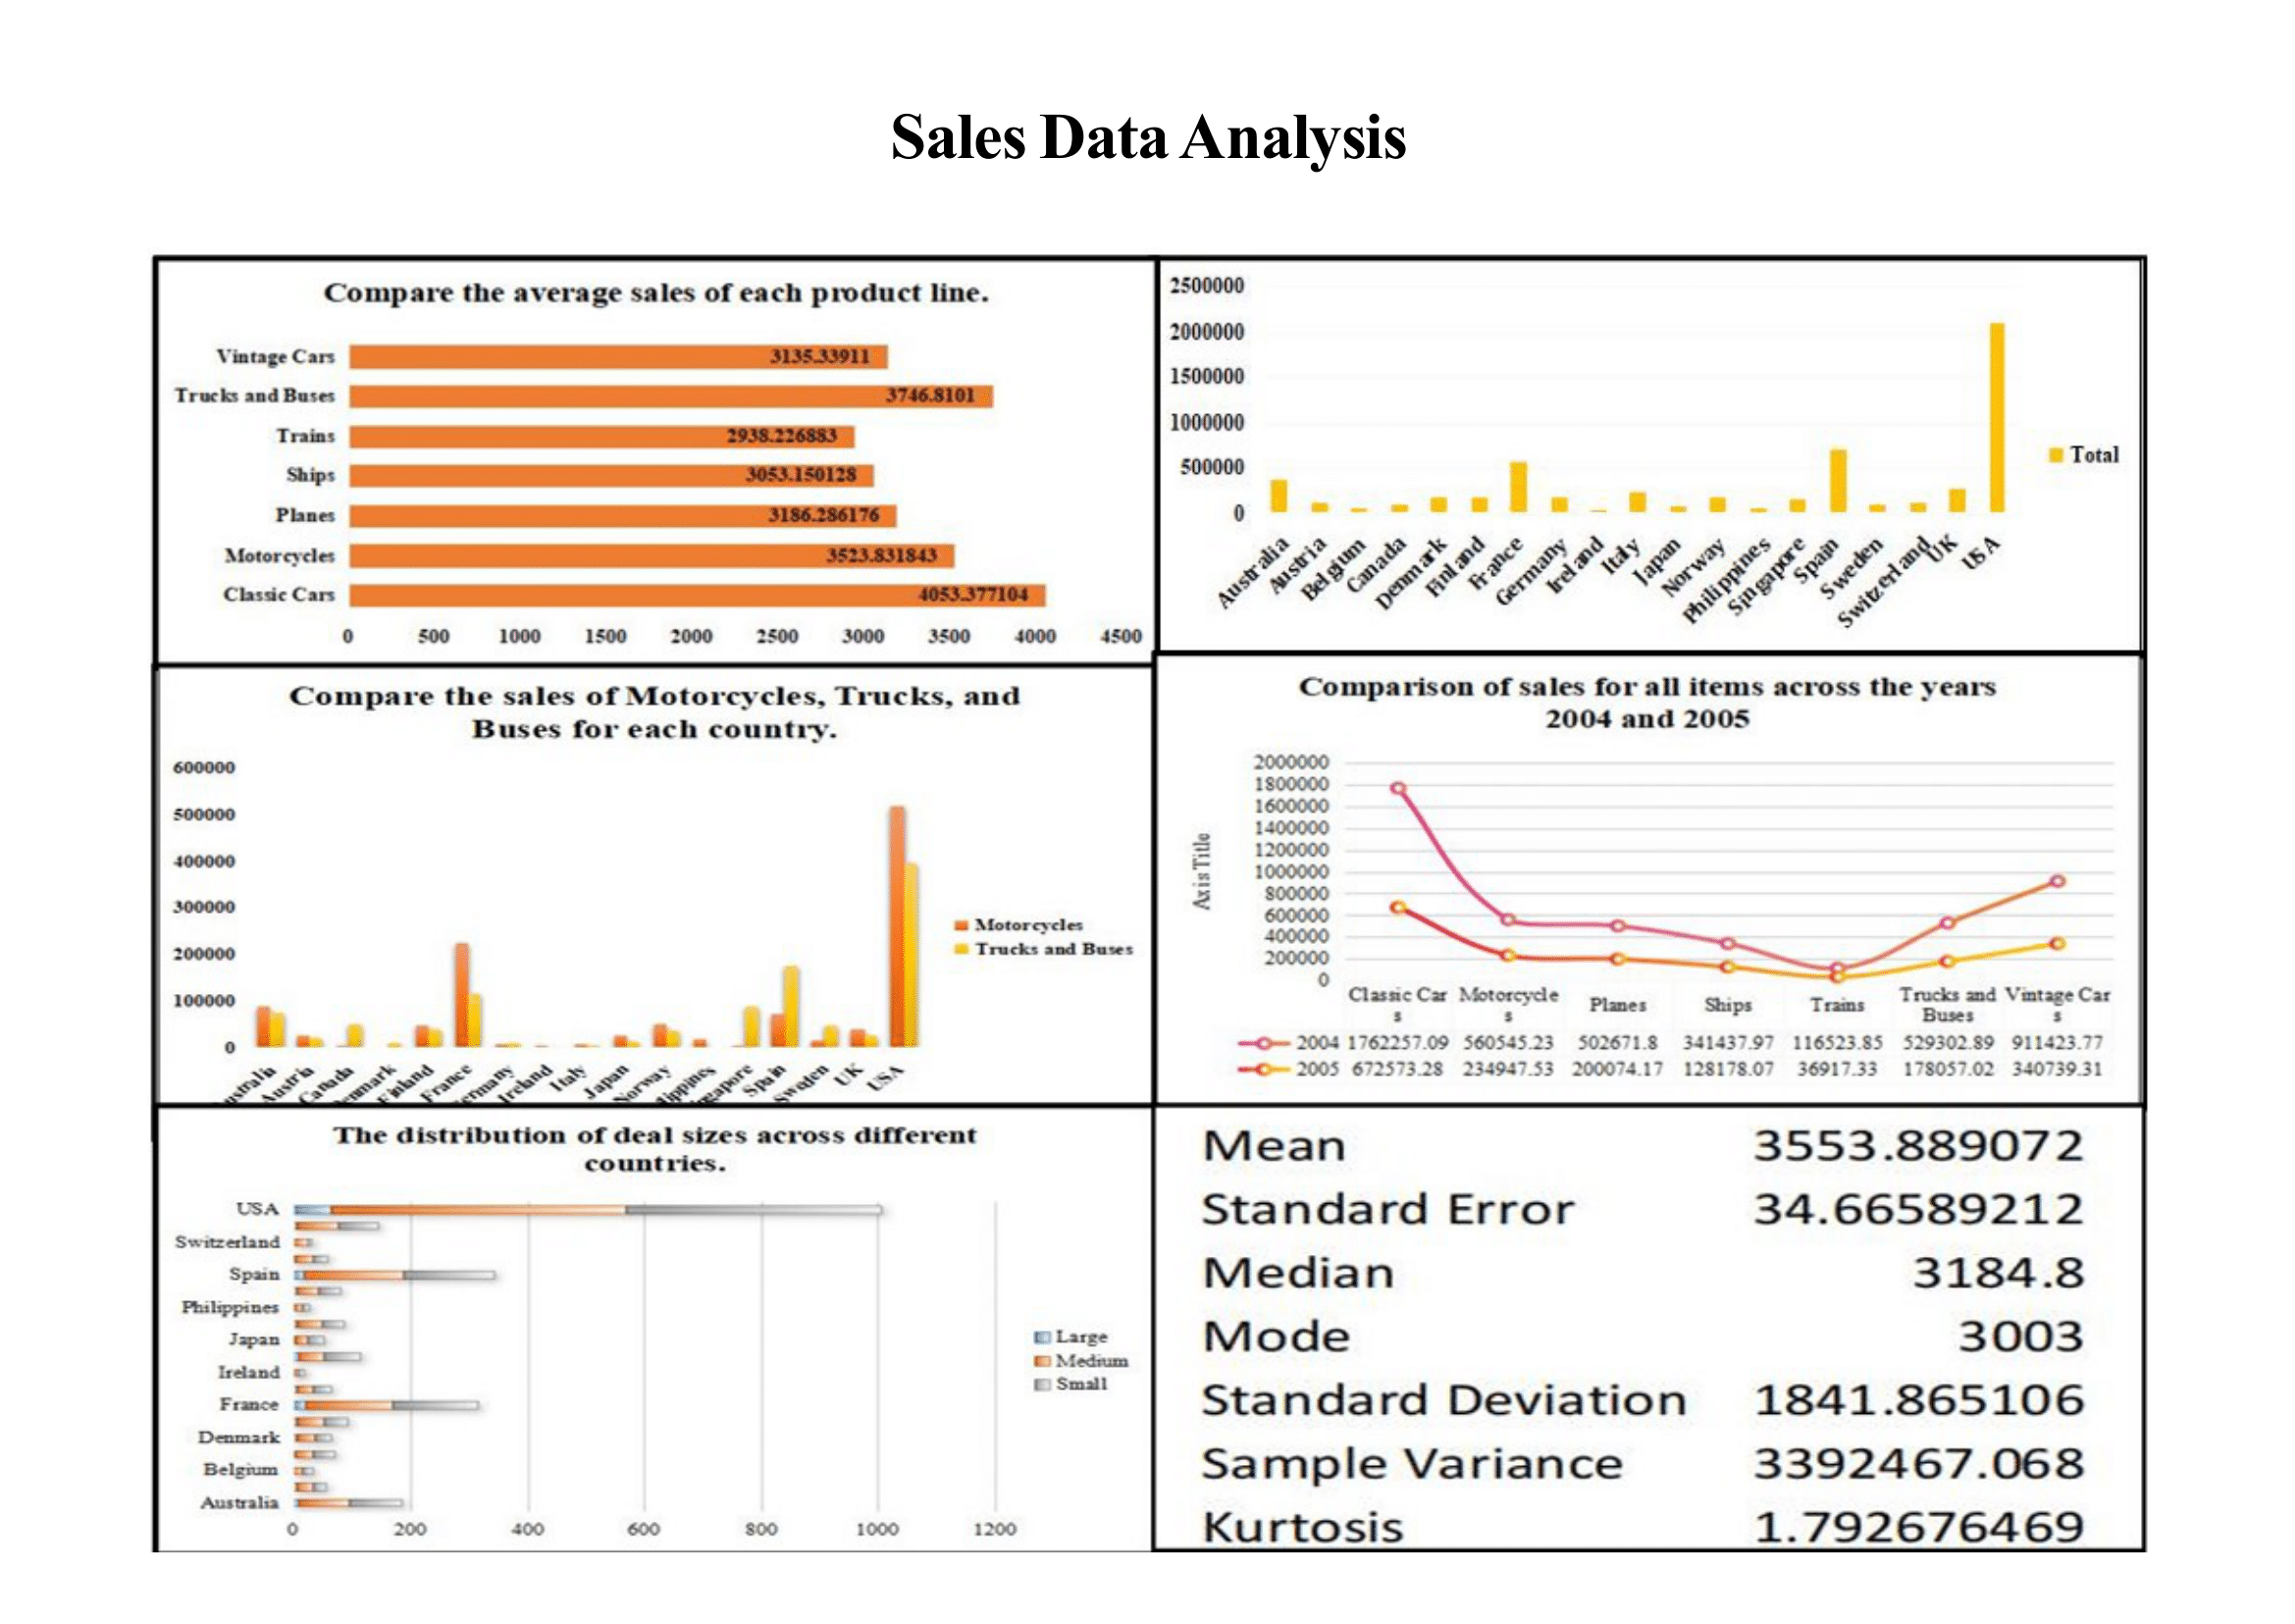 Sales Data Analysis
Compare the average sales of each product line.
Vintage Cars 3135.33911
Trucks and Buses 3746.8101
Trains 2938.226883
Ships 3053.150128
Planes 3186.286176
Motorcycles 3523.831843
Classic Cars 4053.377104
0 500 1000 1500 2000 2500 3000 3500 4000 4500
2500000
2000000
1500000
1000000
500000
0
Total
Australia Austria Belgium Canada Denmark Finland France Germany Ireland Italy Japan Norway Philippines Singapore Spain Sweden Switzerland UK USA
Compare the sales of Motorcycles, Trucks, and
Buses for each country.
600000
500000
400000
300000
200000
100000
0
Motorcycles
Trucks and Buses
Austria Canada Finland France Ireland Italy Japan Norway Spain Sweden UK USA
Comparison of sales for all items across the years
2004 and 2005
Axis Title
2000000
1800000
1600000
1400000
1200000
1000000
800000
600000
400000
200000
0
Classic Car Motorcycle Planes Ships Trains Trucks and Vintage Car
s s Buses s
2004 1762257.09 560545.23 502671.8 341437.97 116523.85 529302.89 911423.77
2005 672573.28 234947.53 200074.17 128178.07 36917.33 178057.02 340739.31
The distribution of deal sizes across different
countries.
USA
Switzerland
Spain
Philippines
Japan
Ireland
France
Denmark
Belgium
Australia
0 200 400 600 800 1000 1200
Large
Medium
Small
Mean 3553.889072
Standard Error 34.66589212
Median 3184.8
Mode 3003
Standard Deviation 1841.865106
Sample Variance 3392467.068
Kurtosis 1.792676469